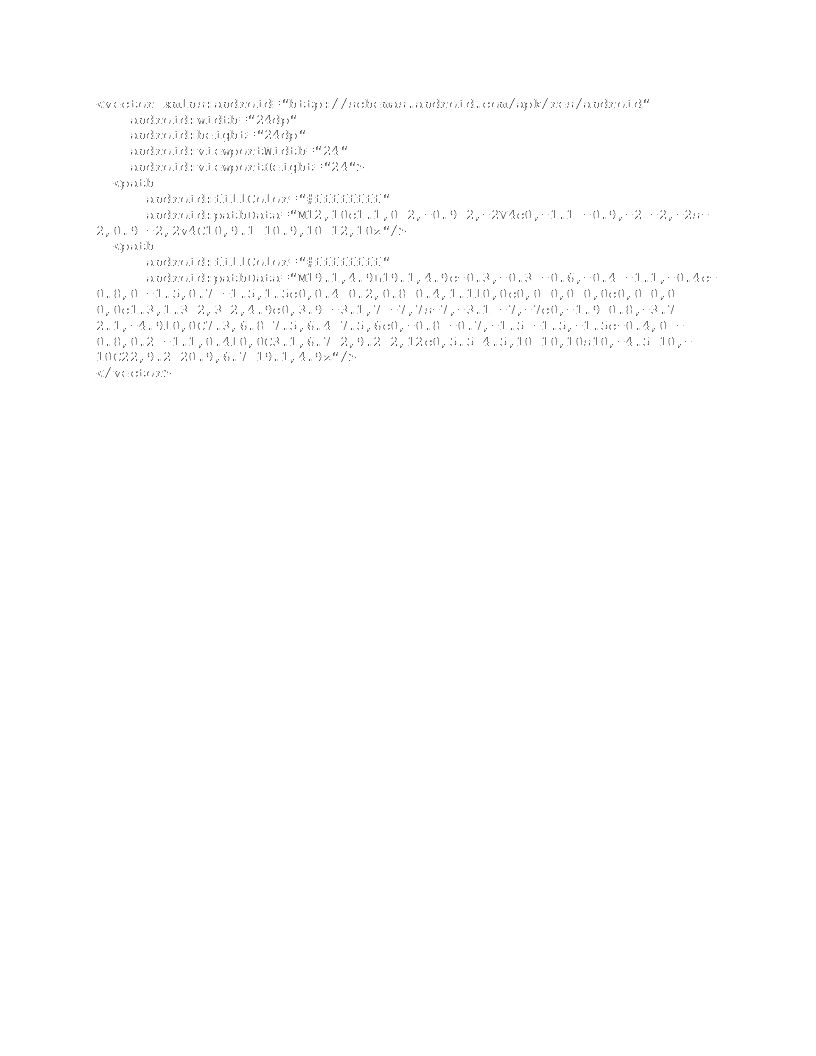 <vector xmlns:android="http://schemas.android.com/apk/res/android"
android:width="24dp"
android:height="24dp"
android:viewportWidth="24"
android:viewportHeight="24">
<path
android:fillColor="#FFFFFFFF"
android:pathData="M12,10c1.1,0 2,-0.9 2,-2V4c0,-1.1 -0.9,-2 -2,-2s-
2,0.9 -2,2v4C10,9.1 10.9,10 12,10z"/>
<path
android:fillColor="#FFFFFFFF"
android:pathData="M19.1,4.9L19.1,4.9c-0.3,-0.3 -0.6,-0.4 -1.1,-0.4c-
0.8,0 -1.5,0.7 -1.5,1.5c0,0.4 0.2,0.8 0.4,1.1l0,0c0,0 0,0 0,0c0,0 0,0
0,0c1.3,1.3 2,3 2,4.9c0,3.9 -3.1,7 -7,7s-7,-3.1 -7,-7c0,-1.9 0.8,-3.7
2.1,-4.9l0,0C7.3,6.8 7.5,6.4 7.5,6c0,-0.8 -0.7,-1.5 -1.5,-1.5c-0.4,0 -
0.8,0.2 -1.1,0.4l0,0C3.1,6.7 2,9.2 2,12c0,5.5 4.5,10 10,10s10,-4.5 10,-
10C22,9.2 20.9,6.7 19.1,4.9z"/>
</vector>